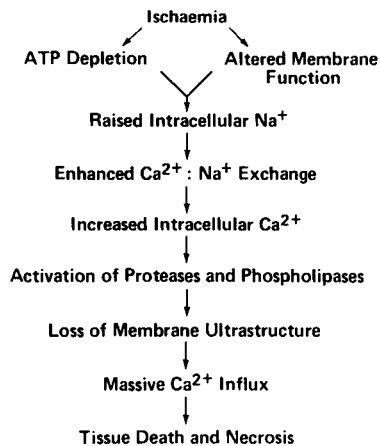 Ischaemia
ATP Depletion
Altered Membrane
Function
Raised Intracellular Na⁺
Enhanced Ca²⁺ : Na⁺ Exchange
Increased Intracellular Ca²⁺
Activation of Proteases and Phospholipases
Loss of Membrane Ultrastructure
Massive Ca²⁺ Influx
Tissue Death and Necrosis